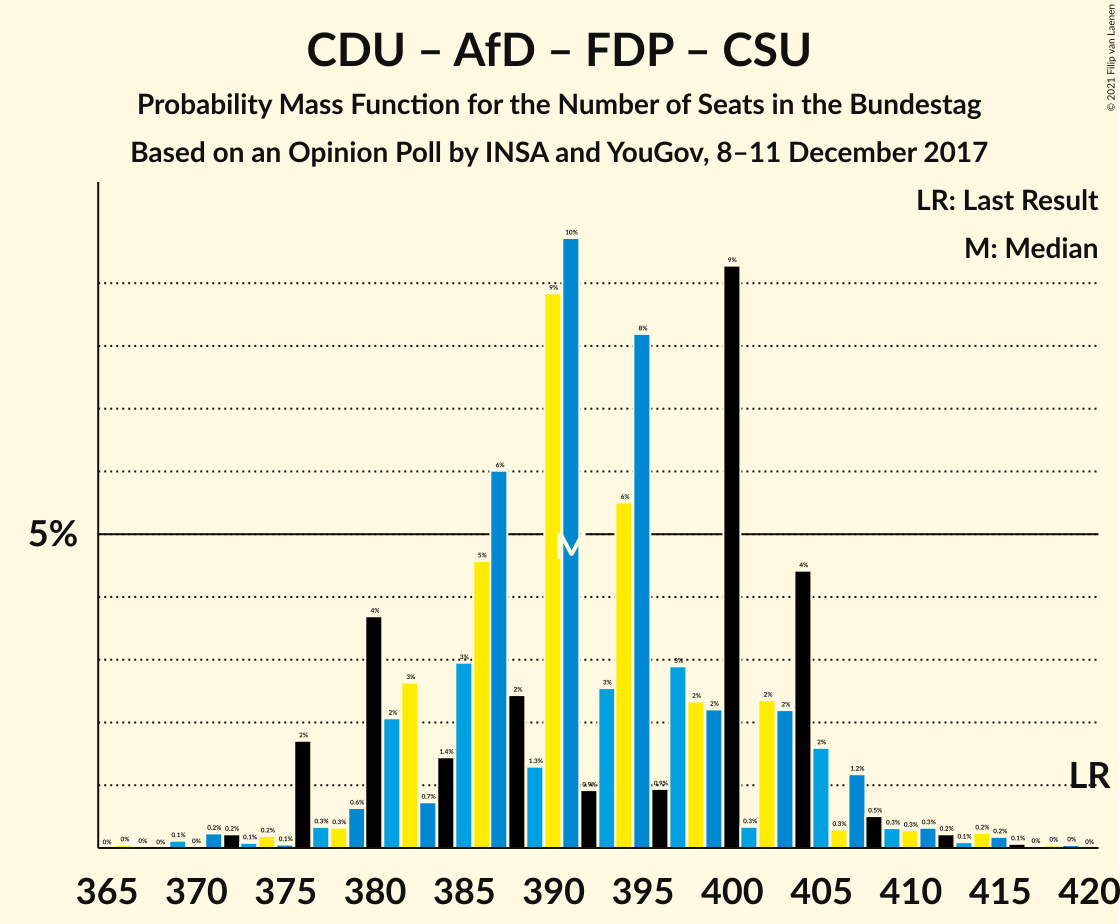 CDU – AfD – FDP – CSU
Probability Mass Function for the Number of Seats in the Bundestag
Based on an Opinion Poll by INSA and YouGov, 8–11 December 2017
© 2021 Filip van Laenen
LR: Last Result
M: Median
5%
0% 0% 0% 0% 0.1% 0% 0.2% 0.2% 0.1% 0.2% 0.1% 2% 0.3% 0.3% 0.6% 4% 2% 3% 0.7% 1.4% 3% 5% 6% 2% 1.3% 9% 10% 0.9% 3% 6% 8% 0.9% 3% 2% 2% 9% 0.3% 2% 2% 4% 2% 0.3% 1.2% 0.5% 0.3% 0.3% 0.3% 0.2% 0.1% 0.2% 0.2% 0.1% 0% 0% 0% 0%
M
LR
365 370 375 380 385 390 395 400 405 410 415 420